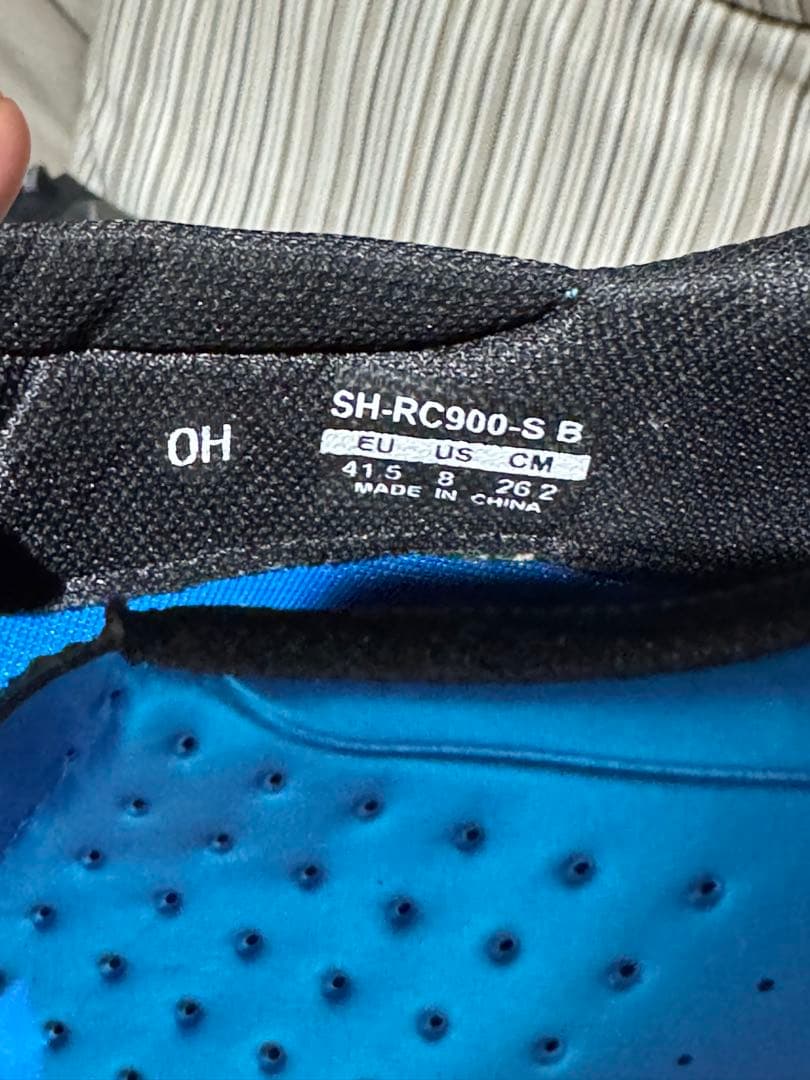 OH
SH-RC900-S B
EU US CM
41.5 8 26.2
MADE IN CHINA